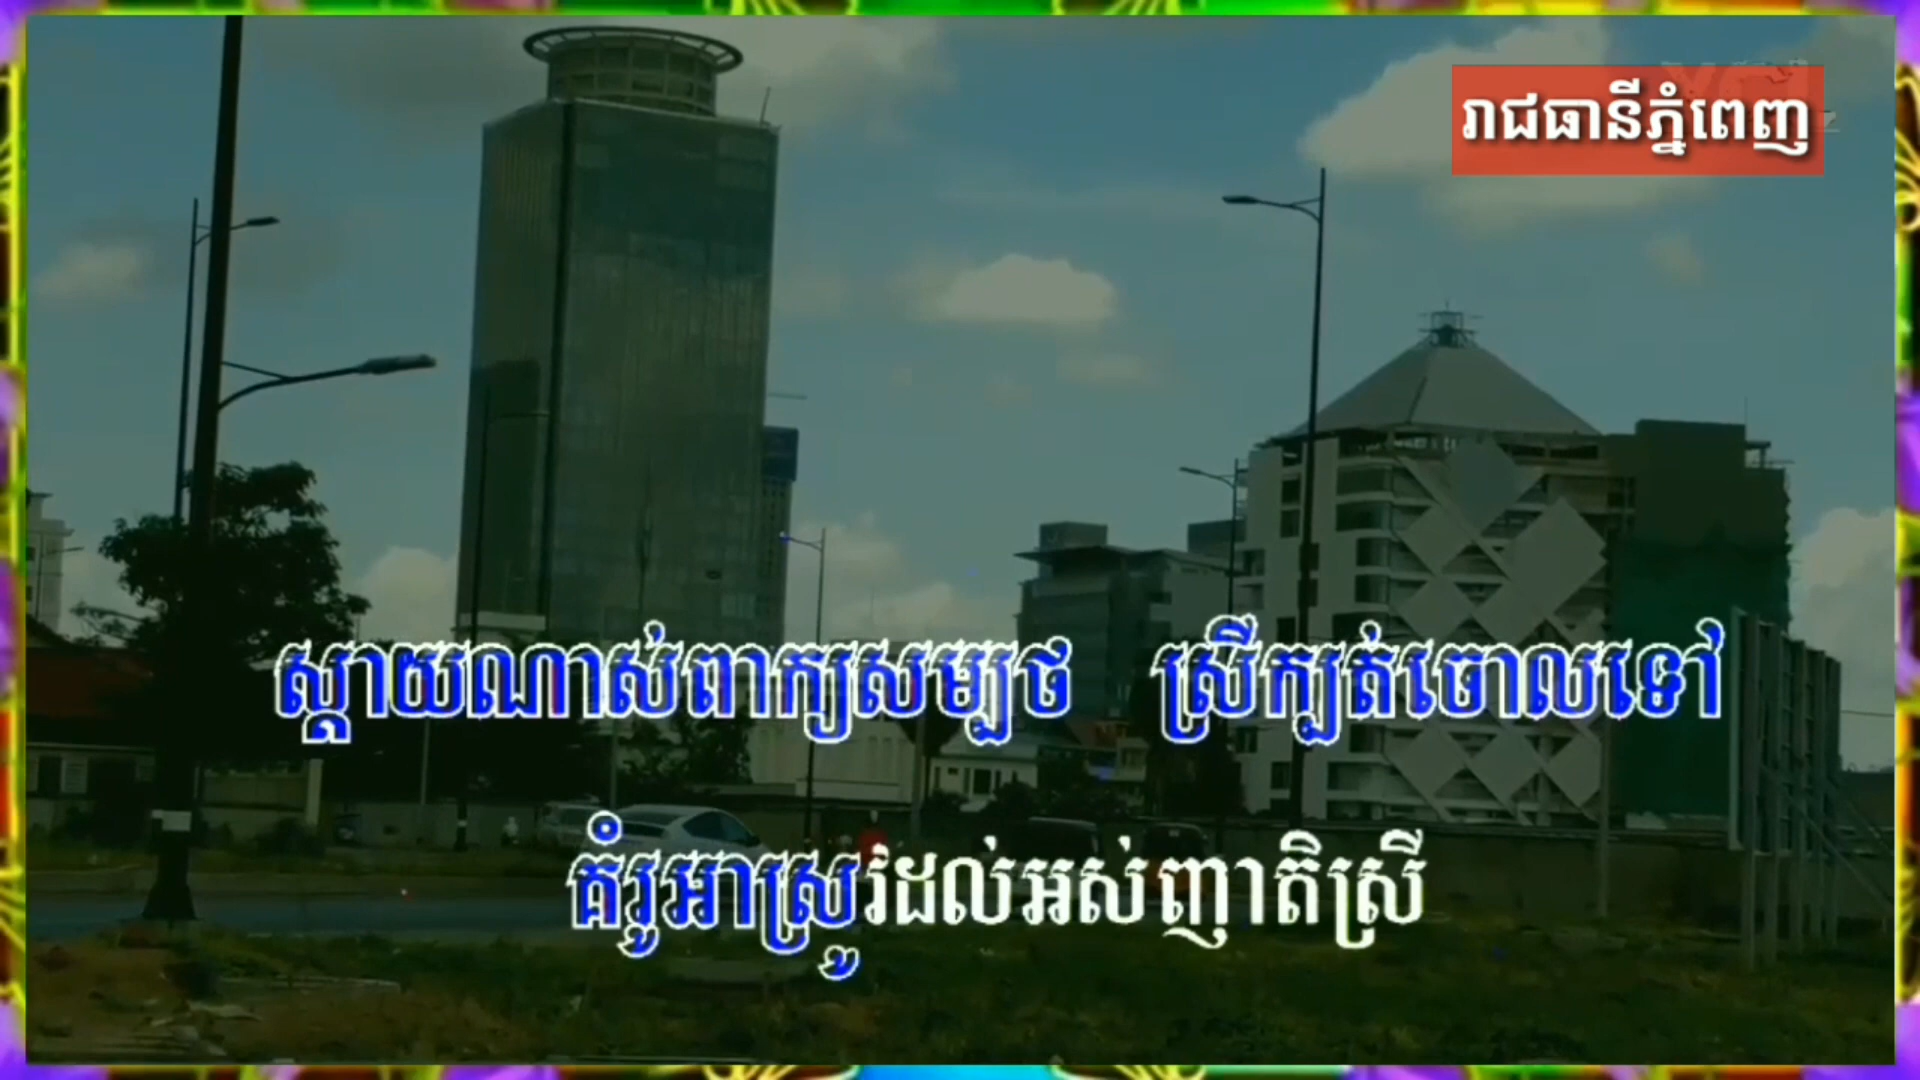 រាជធានីភ្នំពេញ
ស្ដាយណាស់ពាក្យសម្បថ ស្រីក្បត់ចោលទៅ
គំរូអាស្រូវដល់អស់ញាតិស្រី